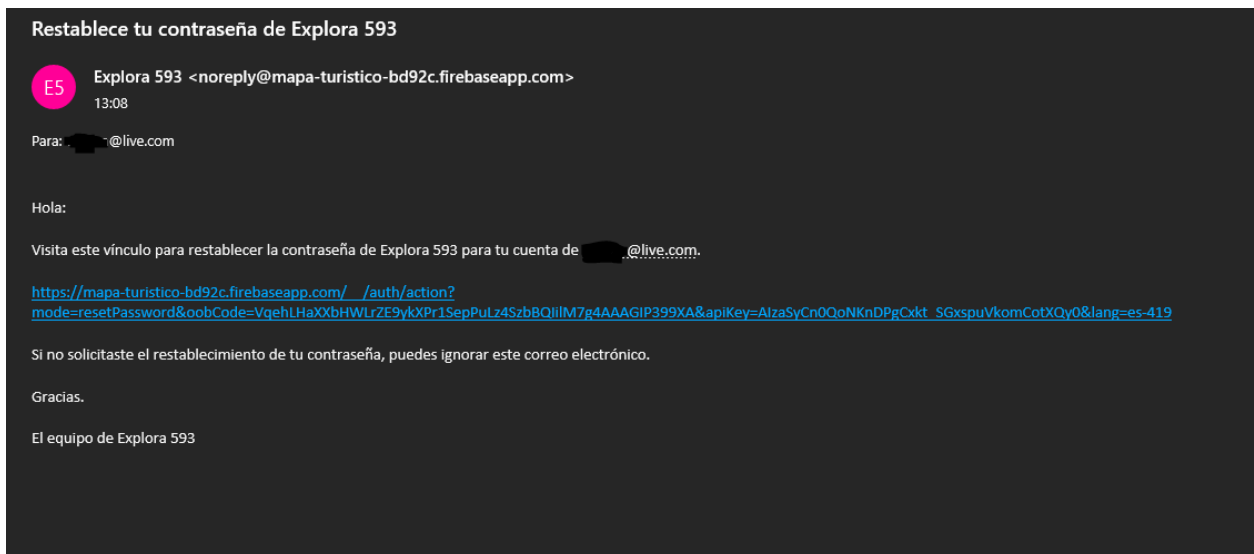 Restablece tu contraseña de Explora 593
E5
Explora 593 <noreply@mapa-turistico-bd92c.firebaseapp.com>
13:08
Para: @live.com
Hola:
Visita este vínculo para restablecer la contraseña de Explora 593 para tu cuenta de @live.com.
https://mapa-turistico-bd92c.firebaseapp.com/__/auth/action?
mode=resetPassword&oobCode=VqehLHaXXbHWLrZE9ykXPr1SepPuLz4SzbBQIilM7g4AAAGIP399XA&apiKey=AIzaSyCn0QoNKnDPgCxkt_SGxspuVkomCotXQy0&lang=es-419
Si no solicitaste el restablecimiento de tu contraseña, puedes ignorar este correo electrónico.
Gracias.
El equipo de Explora 593